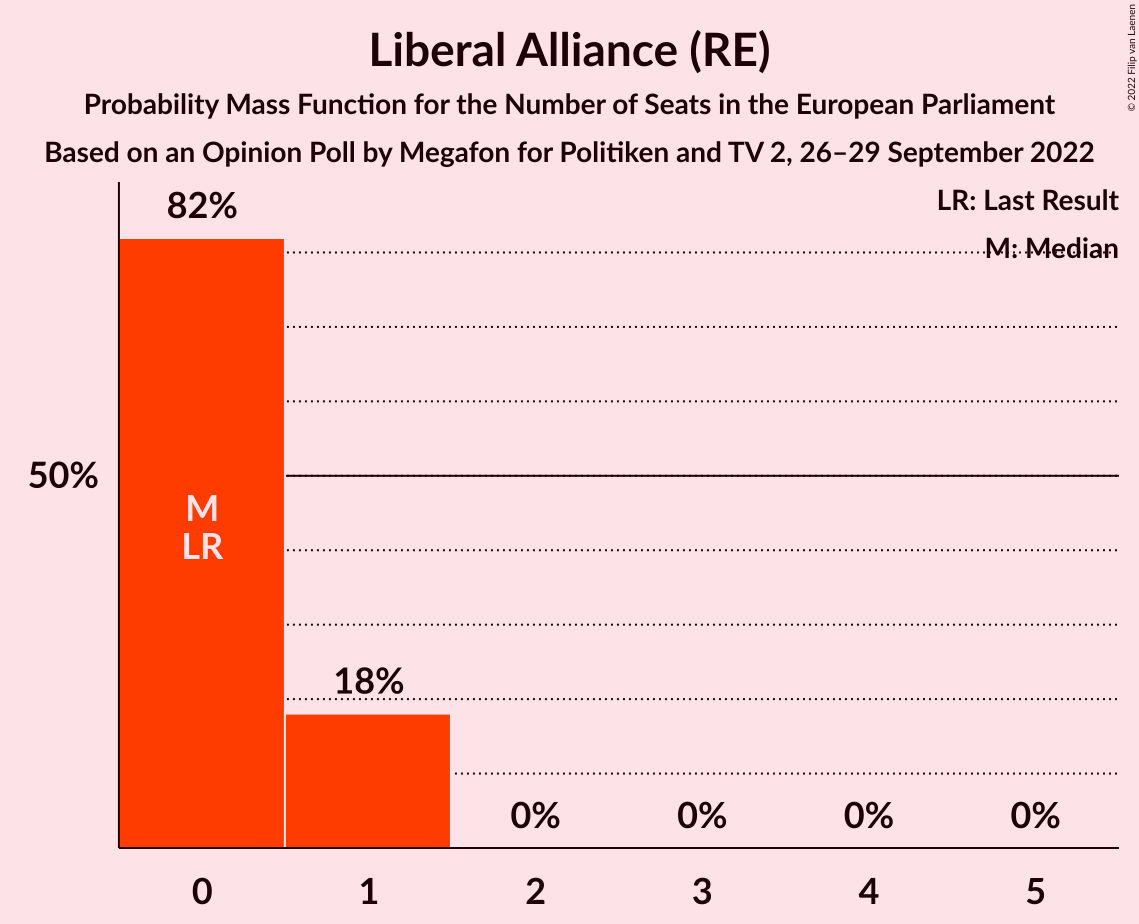 Liberal Alliance (RE)
Probability Mass Function for the Number of Seats in the European Parliament
Based on an Opinion Poll by Megafon for Politiken and TV 2, 26–29 September 2022
© 2022 Filip van Laenen
LR: Last Result
M: Median
82%
50%
M
LR
18%
0%
0%
0%
0%
0
1
2
3
4
5